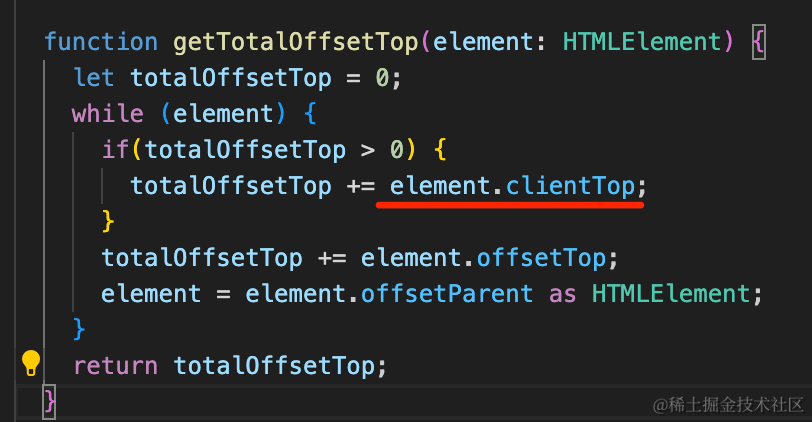 function getTotalOffsetTop(element: HTMLElement) {
let totalOffsetTop = 0;
while (element) {
if(totalOffsetTop > 0) {
totalOffsetTop += element.clientTop;
}
totalOffsetTop += element.offsetTop;
element = element.offsetParent as HTMLElement;
}
return totalOffsetTop;
}
@稀土掘金技术社区